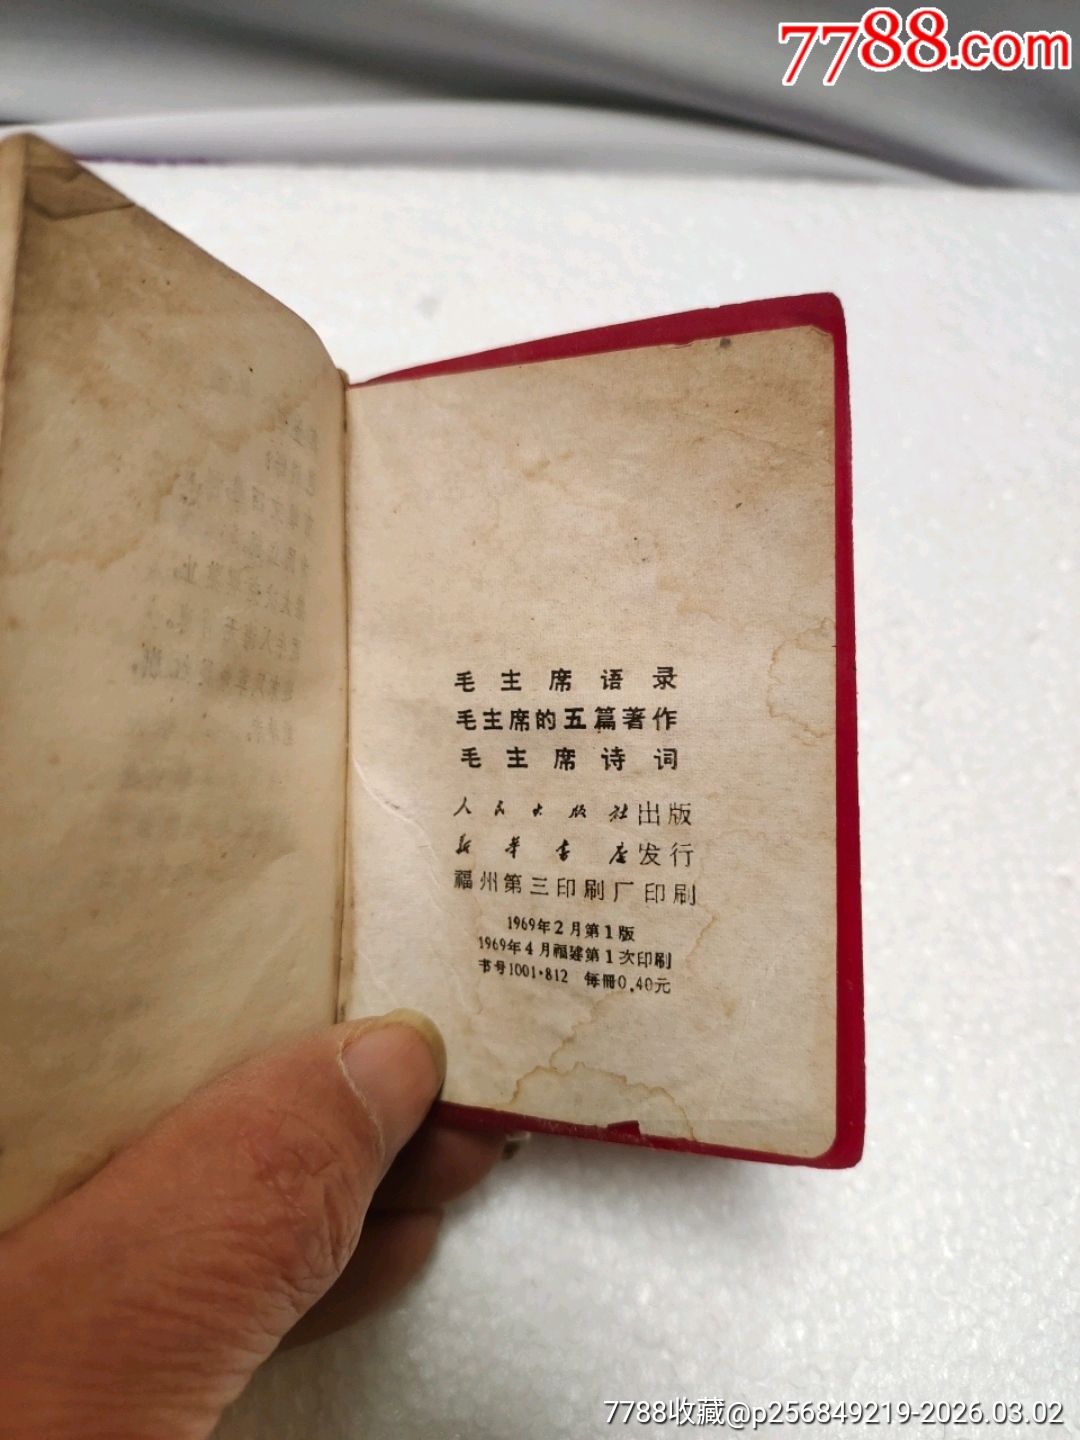 7788.com
毛主席语录
毛主席的五篇著作
毛主席诗词
人民出版社出版
新华书店发行
福州第三印刷厂印刷
1969年2月第1版
1969年4月福建第1次印刷
书号1001·812 每冊0.40元
7788收藏@p256849219-2026.03.02